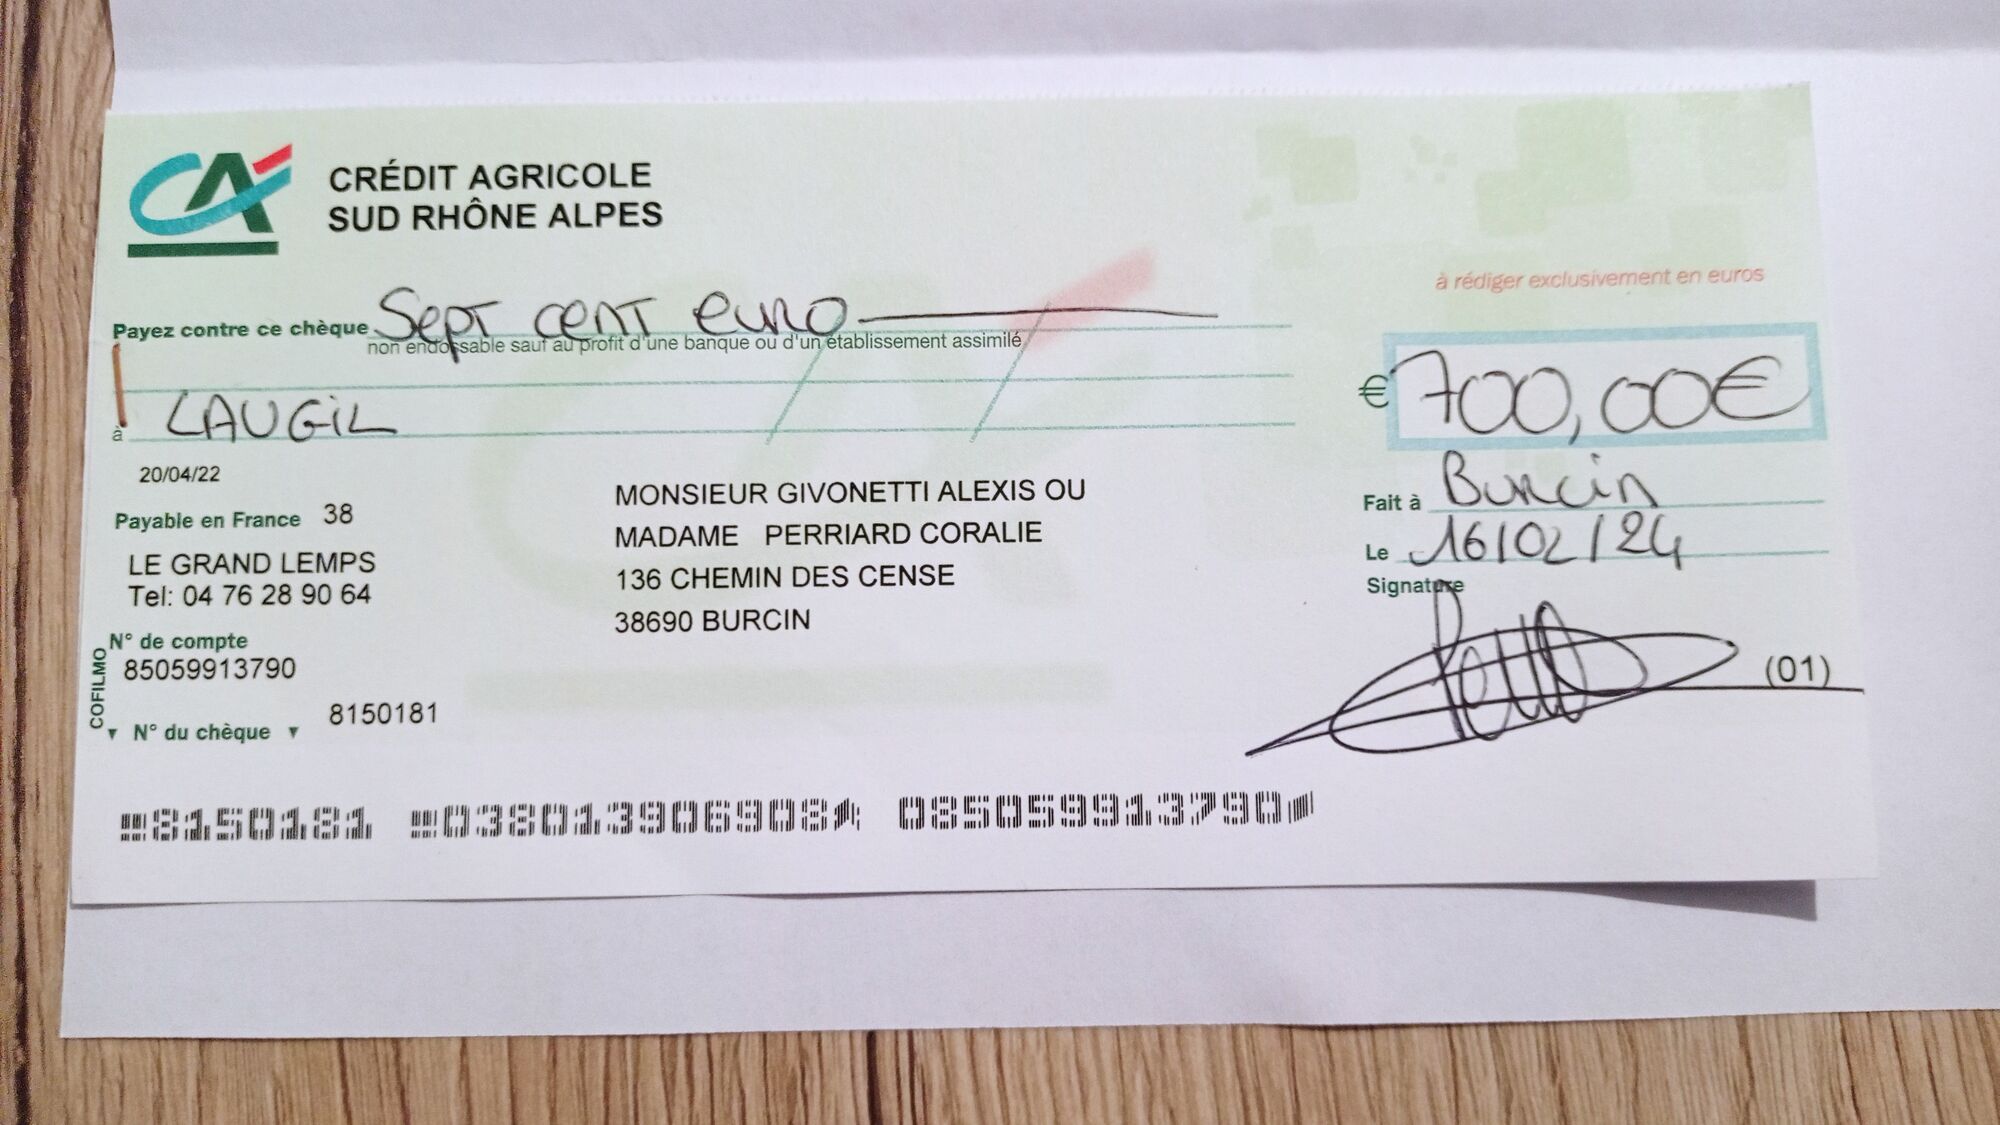 CA
CRÉDIT AGRICOLE
SUD RHÔNE ALPES
à rédiger exclusivement en euros
Payez contre ce chèque Sept cent euro
non endossable sauf au profit d'une banque ou d'un établissement assimilé
€ 700,00€
à LAUGIL
20/04/22
Payable en France 38
LE GRAND LEMPS
Tel: 04 76 28 90 64
MONSIEUR GIVONETTI ALEXIS OU
MADAME PERRIARD CORALIE
136 CHEMIN DES CENSE
38690 BURCIN
Fait à Burcin
Le 16/02/24
Signature
(01)
COFILMO
N° de compte
85059913790
N° du chèque 8150181
8150181 038013906908 085059913790